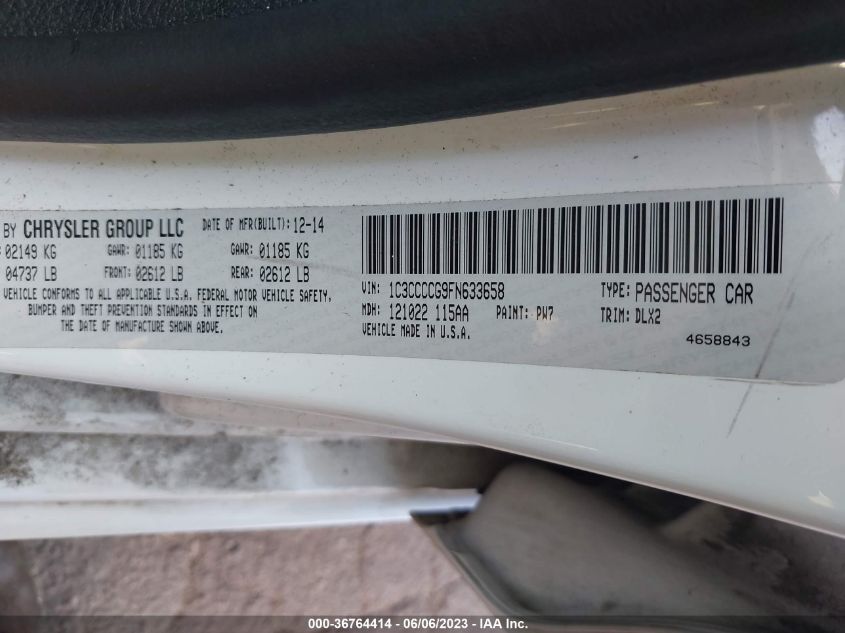 BY CHRYSLER GROUP LLC DATE OF MFR(BUILT): 12-14
: 02149 KG GAWR: 01185 KG GAWR: 01185 KG
04737 LB FRONT: 02612 LB REAR: 02612 LB
VEHICLE CONFORMS TO ALL APPLICABLE U.S.A. FEDERAL MOTOR VEHICLE SAFETY,
BUMPER AND THEFT PREVENTION STANDARDS IN EFFECT ON
THE DATE OF MANUFACTURE SHOWN ABOVE.
VIN: 1C3CCCCG9FN633658 TYPE: PASSENGER CAR
MDH: 121022 115AA PAINT: PW7 TRIM: DLX2
VEHICLE MADE IN U.S.A.
4658843
000-36764414 - 06/06/2023 - IAA Inc.